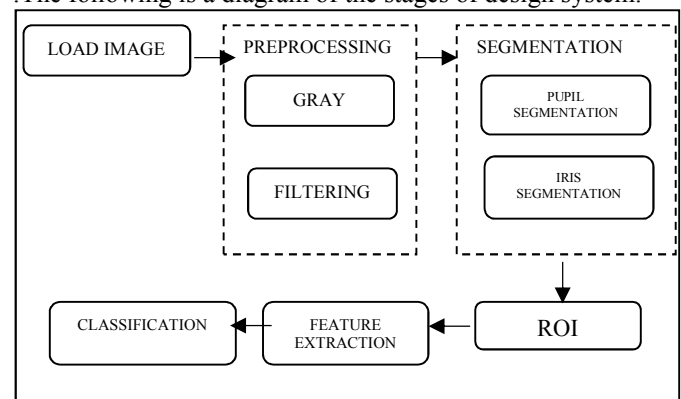 .The following is a diagram of the stages of design system.
LOAD IMAGE
PREPROCESSING
GRAY
FILTERING
SEGMENTATION
PUPIL
SEGMENTATION
IRIS
SEGMENTATION
ROI
FEATURE
EXTRACTION
CLASSIFICATION